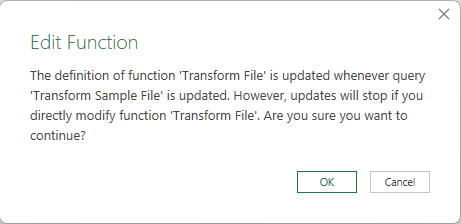 Edit Function
The definition of function 'Transform File' is updated whenever query
'Transform Sample File' is updated. However, updates will stop if you
directly modify function 'Transform File'. Are you sure you want to
continue?
OK Cancel